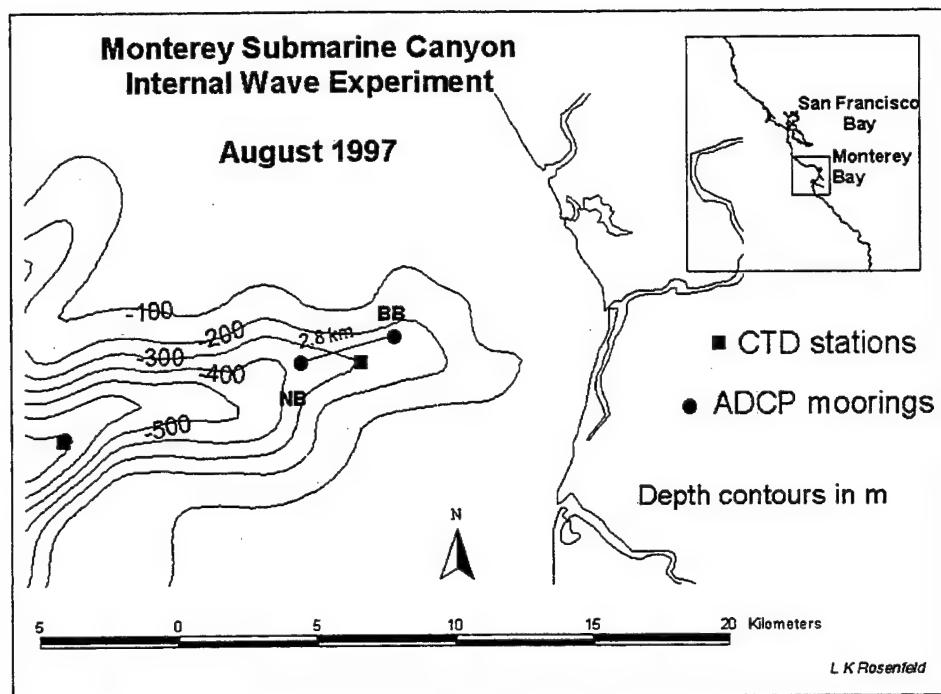 Monterey Submarine Canyon
Internal Wave Experiment
August 1997
San Francisco
Bay
Monterey
Bay
-100
-200
-300
-400
-500
BB
2.8 km
NB
CTD stations
ADCP moorings
Depth contours in m
N
5 0 5 10 15 20 Kilometers
L K Rosenfeld